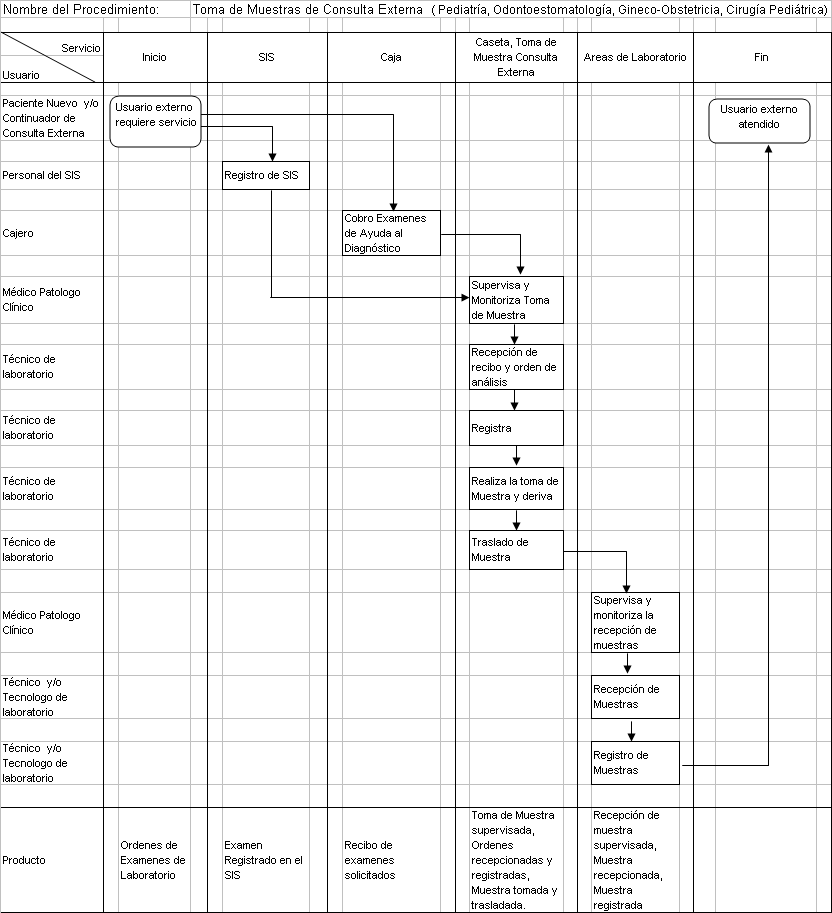 Nombre del Procedimiento: Toma de Muestras de Consulta Externa ( Pediatría, Odontoestomatología, Gineco-Obstetricia, Cirugía Pediátrica)
Servicio
Usuario
Inicio
SIS
Caja
Caseta, Toma de
Muestra Consulta
Externa
Areas de Laboratorio
Fin
Paciente Nuevo y/o
Continuador de
Consulta Externa
Usuario externo
requiere servicio
Usuario externo
atendido
Personal del SIS
Registro de SIS
Cajero
Cobro Examenes
de Ayuda al
Diagnóstico
Médico Patologo
Clínico
Supervisa y
Monitoriza Toma
de Muestra
Técnico de
laboratorio
Recepción de
recibo y orden de
análisis
Técnico de
laboratorio
Registra
Técnico de
laboratorio
Realiza la toma de
Muestra y deriva
Técnico de
laboratorio
Traslado de
Muestra
Médico Patologo
Clínico
Supervisa y
monitoriza la
recepción de
muestras
Técnico y/o
Tecnologo de
laboratorio
Recepción de
Muestras
Técnico y/o
Tecnologo de
laboratorio
Registro de
Muestras
Producto
Ordenes de
Examenes de
Laboratorio
Examen
Registrado en el
SIS
Recibo de
examenes
solicitados
Toma de Muestra
supervisada,
Ordenes
recepcionadas y
registradas,
Muestra tomada y
trasladada.
Recepción de
muestra
supervisada,
Muestra
recepcionada,
Muestra
registrada